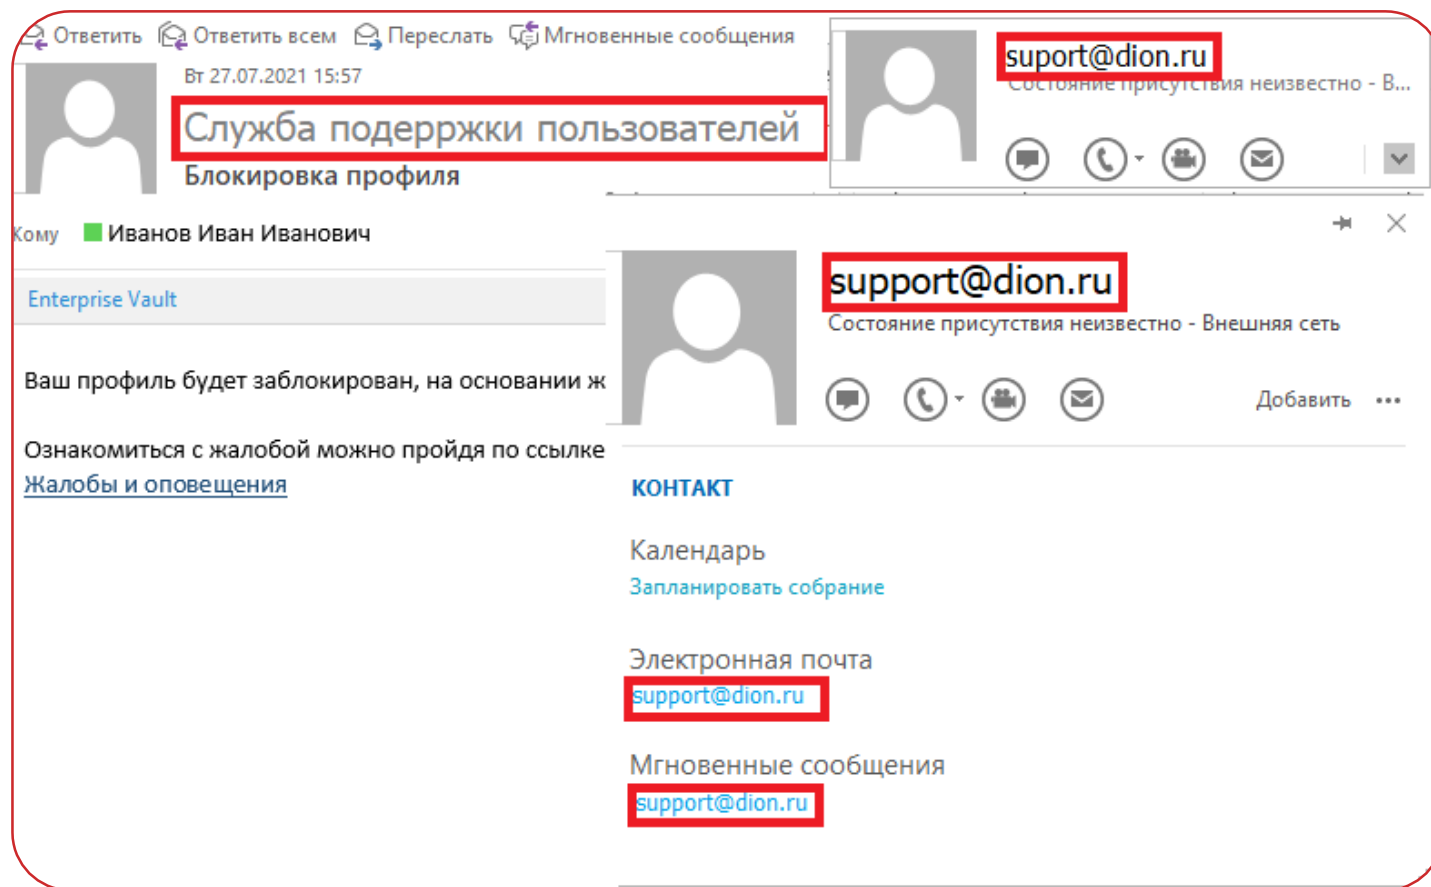 Ответить Ответить всем Переслать Мгновенные сообщения
Вт 27.07.2021 15:57
Служба подерржки пользователей
Блокировка профиля
Кому Иванов Иван Иванович
Enterprise Vault
Ваш профиль будет заблокирован, на основании ж
Ознакомиться с жалобой можно пройдя по ссылке
Жалобы и оповещения
suport@dion.ru
Состояние присутствия неизвестно - В...
support@dion.ru
Состояние присутствия неизвестно - Внешняя сеть
Добавить
КОНТАКТ
Календарь
Запланировать собрание
Электронная почта
support@dion.ru
Мгновенные сообщения
support@dion.ru